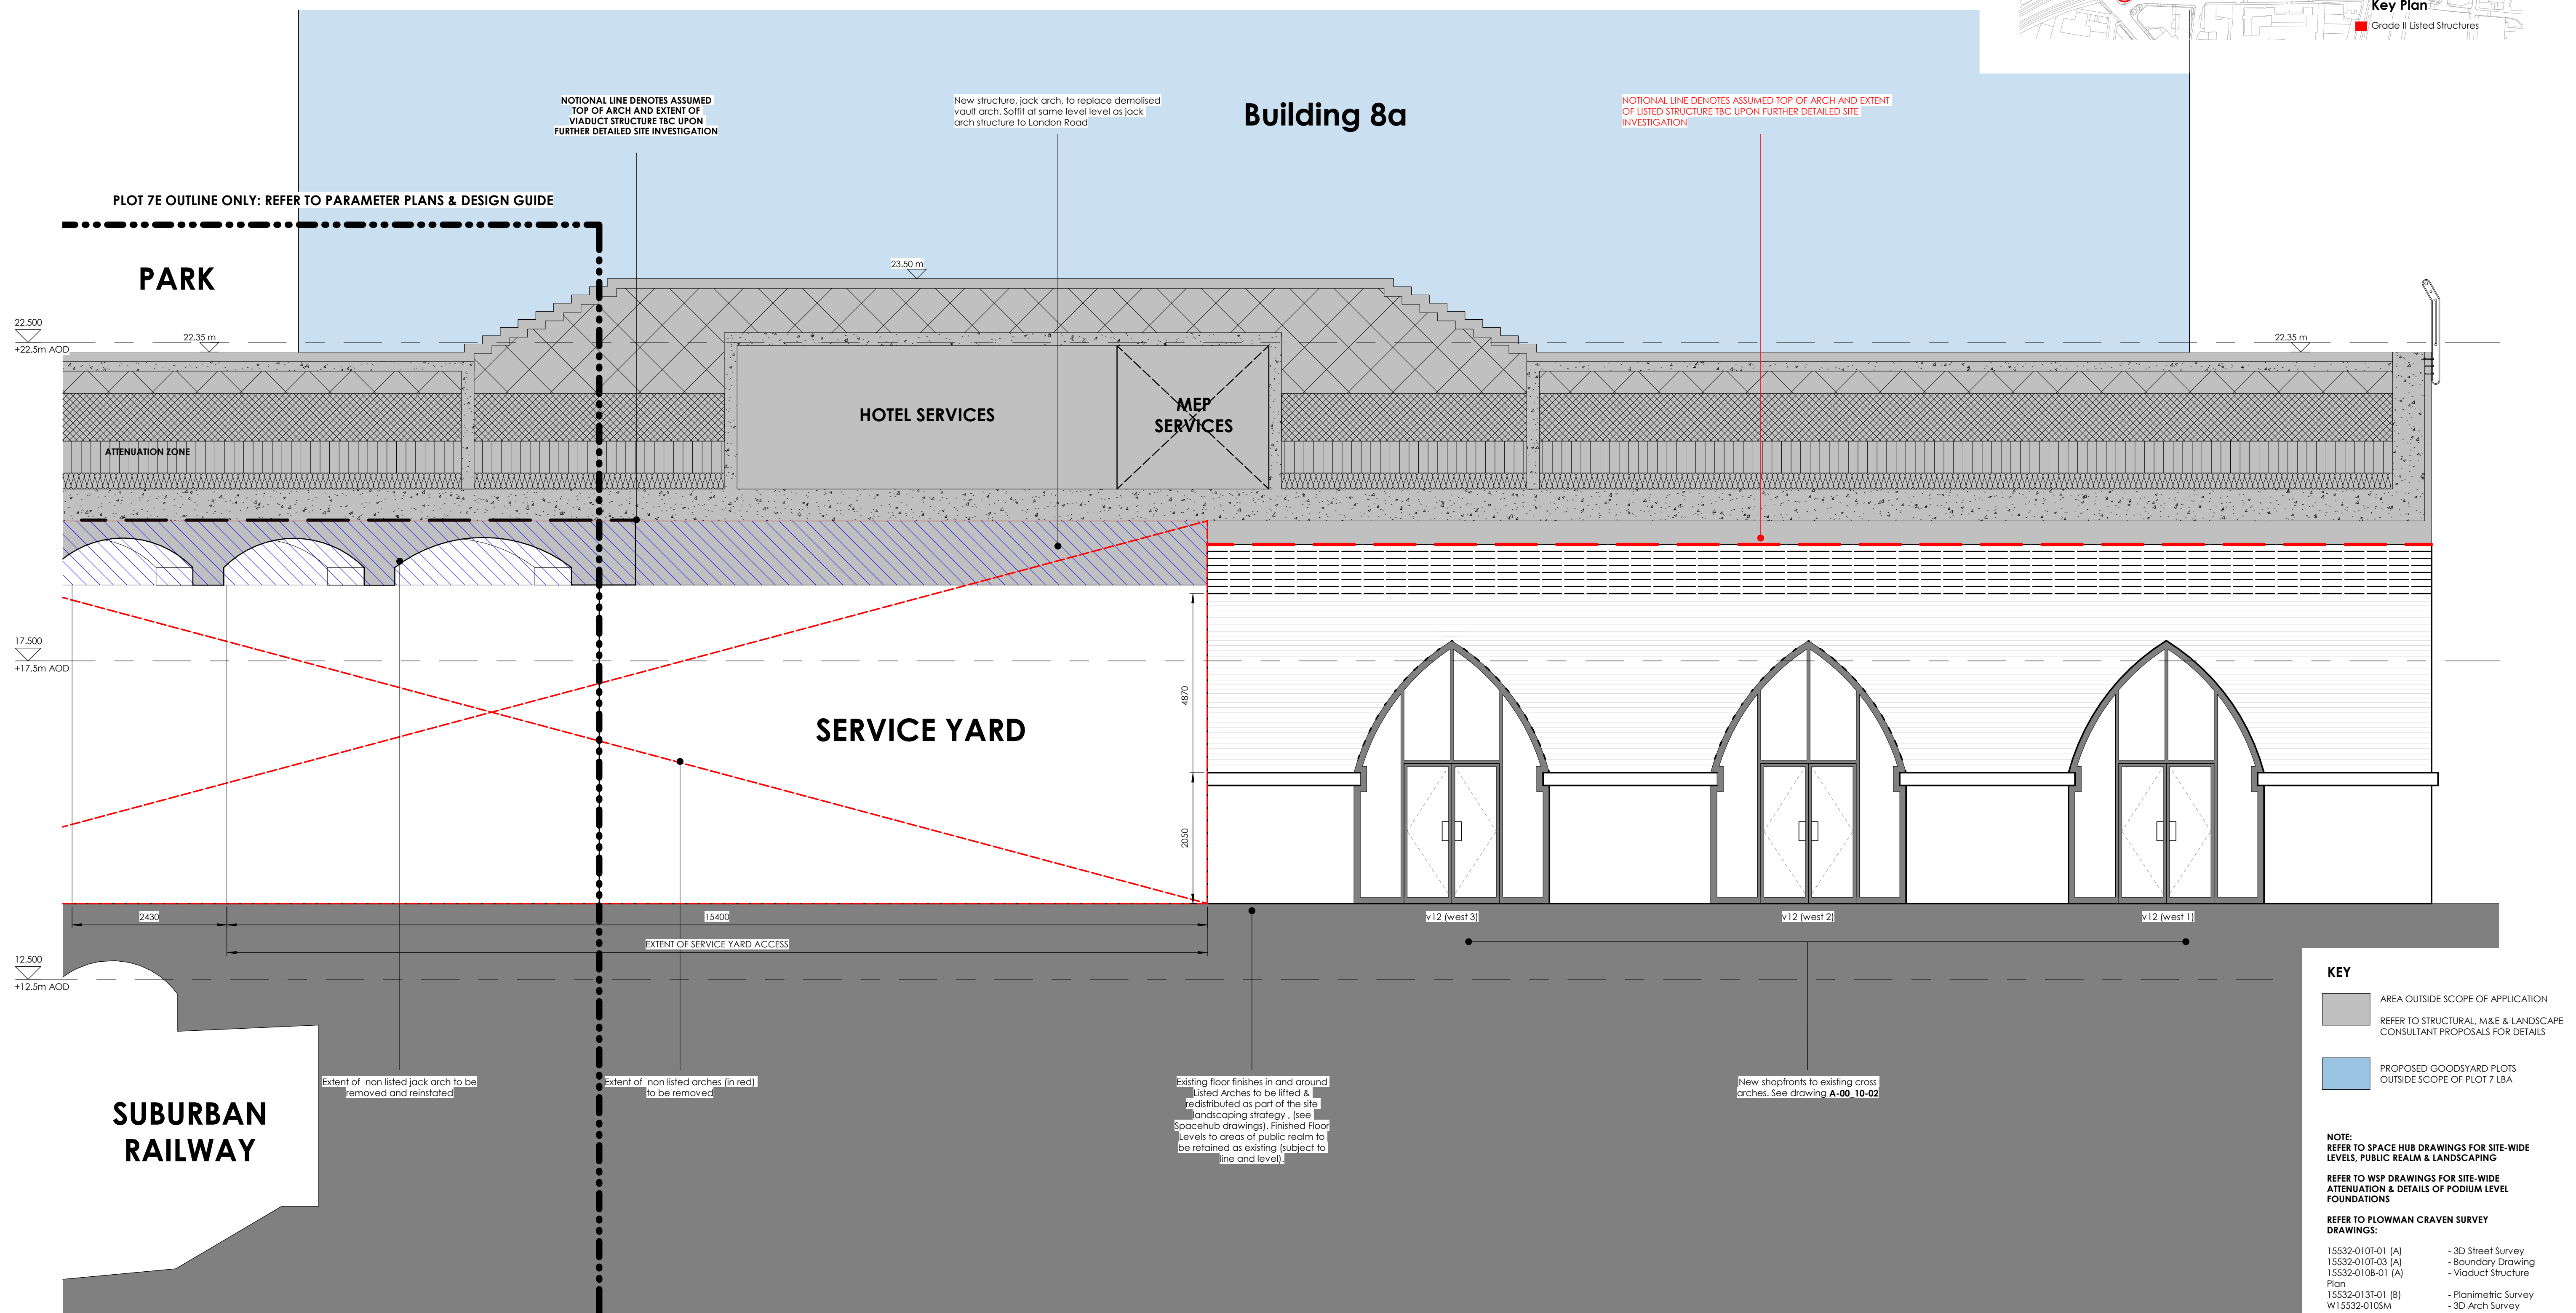 Key Plan
Grade II Listed Structures
NOTIONAL LINE DENOTES ASSUMED
TOP OF ARCH AND EXTENT OF
VIADUCT STRUCTURE TBC UPON
FURTHER DETAILED SITE INVESTIGATION
New structure, jack arch, to replace demolised
vault arch. Soffit at same level level as jack
arch structure to London Road
Building 8a
NOTIONAL LINE DENOTES ASSUMED TOP OF ARCH AND EXTENT
OF LISTED STRUCTURE TBC UPON FURTHER DETAILED SITE
INVESTIGATION
PLOT 7E OUTLINE ONLY: REFER TO PARAMETER PLANS & DESIGN GUIDE
PARK
23.50 m
22.500
+22.5m AOD
22.35 m
22.35 m
HOTEL SERVICES
MEP
SERVICES
ATTENUATION ZONE
17.500
+17.5m AOD
4870
SERVICE YARD
2050
2430
15400
EXTENT OF SERVICE YARD ACCESS
v12 (west 3)
v12 (west 2)
v12 (west 1)
12.500
+12.5m AOD
Extent of non listed jack arch to be
removed and reinstated
Extent of non listed arches (in red)
to be removed
Existing floor finishes in and around
Listed Arches to be lifted &
redistributed as part of the site
landscaping strategy , (see
Spacehub drawings). Finished Floor
Levels to areas of public realm to
be retained as existing (subject to
line and level).
New shopfronts to existing cross
arches. See drawing A-00_10-02
SUBURBAN
RAILWAY
KEY
AREA OUTSIDE SCOPE OF APPLICATION
REFER TO STRUCTURAL, M&E & LANDSCAPE
CONSULTANT PROPOSALS FOR DETAILS
PROPOSED GOODSYARD PLOTS
OUTSIDE SCOPE OF PLOT 7 LBA
NOTE:
REFER TO SPACE HUB DRAWINGS FOR SITE-WIDE
LEVELS, PUBLIC REALM & LANDSCAPING
REFER TO WSP DRAWINGS FOR SITE-WIDE
ATTENUATION & DETAILS OF PODIUM LEVEL
FOUNDATIONS
REFER TO PLOWMAN CRAVEN SURVEY
DRAWINGS:
15532-010T-01 (A) - 3D Street Survey
15532-010T-03 (A) - Boundary Drawing
15532-010B-01 (A) - Viaduct Structure
Plan
15532-013T-01 (B) - Planimetric Survey
W15532-010SM - 3D Arch Survey